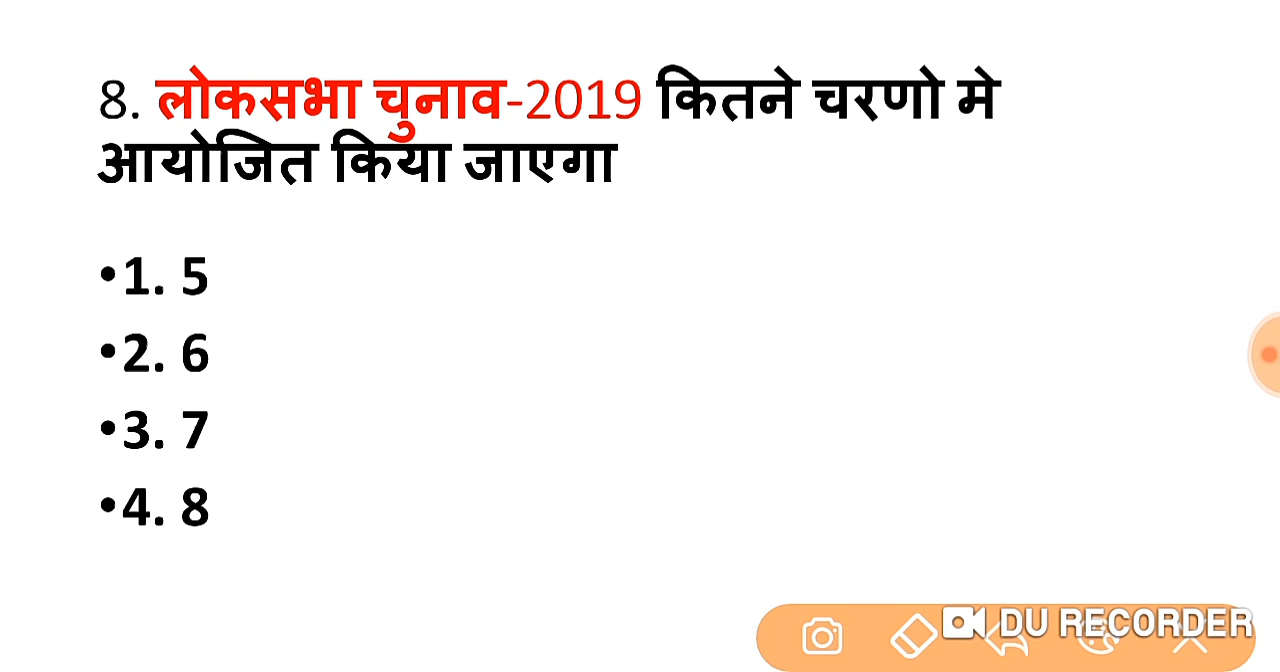 8. लोकसभा चुनाव-2019 कितने चरणो मे
आयोजित किया जाएगा
•1. 5
•2. 6
•3. 7
•4. 8
DU RECORDER